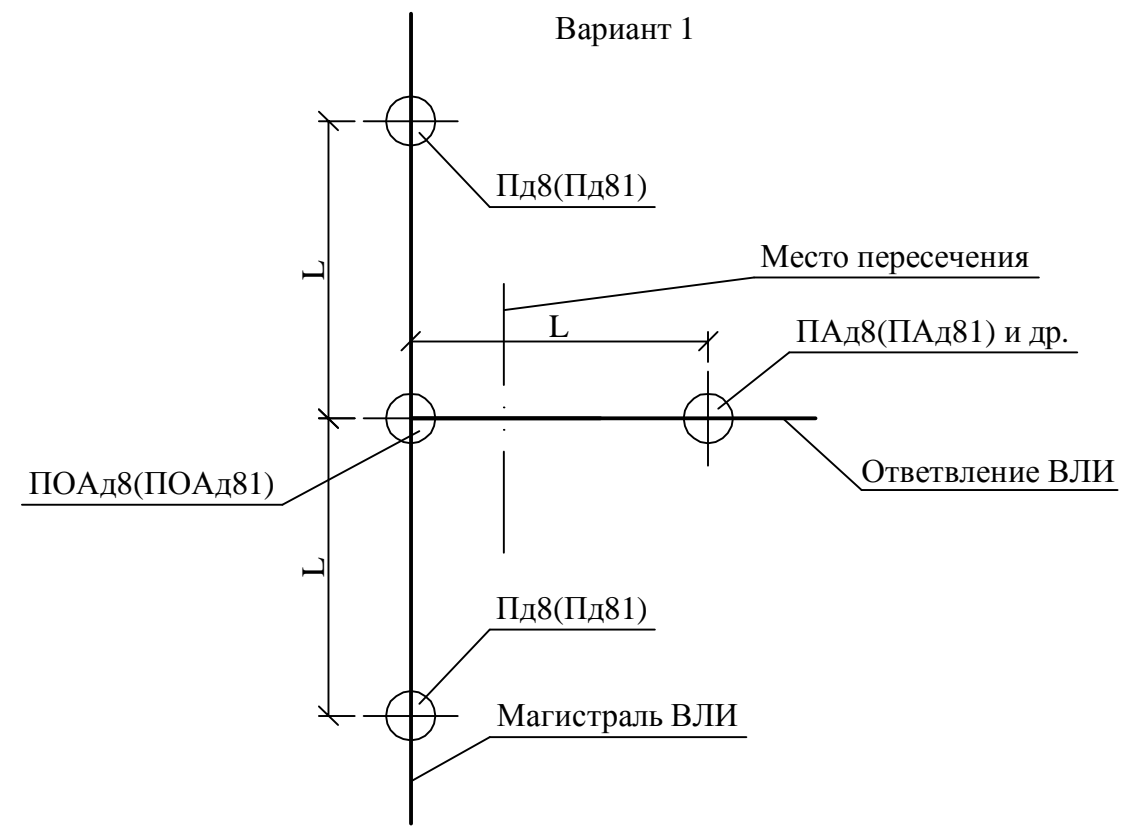 Вариант 1
Пд8(Пд81)
Место пересечения
L
L
ПАд8(ПАд81) и др.
ПОАд8(ПОАд81)
Ответвление ВЛИ
L
Пд8(Пд81)
Магистраль ВЛИ